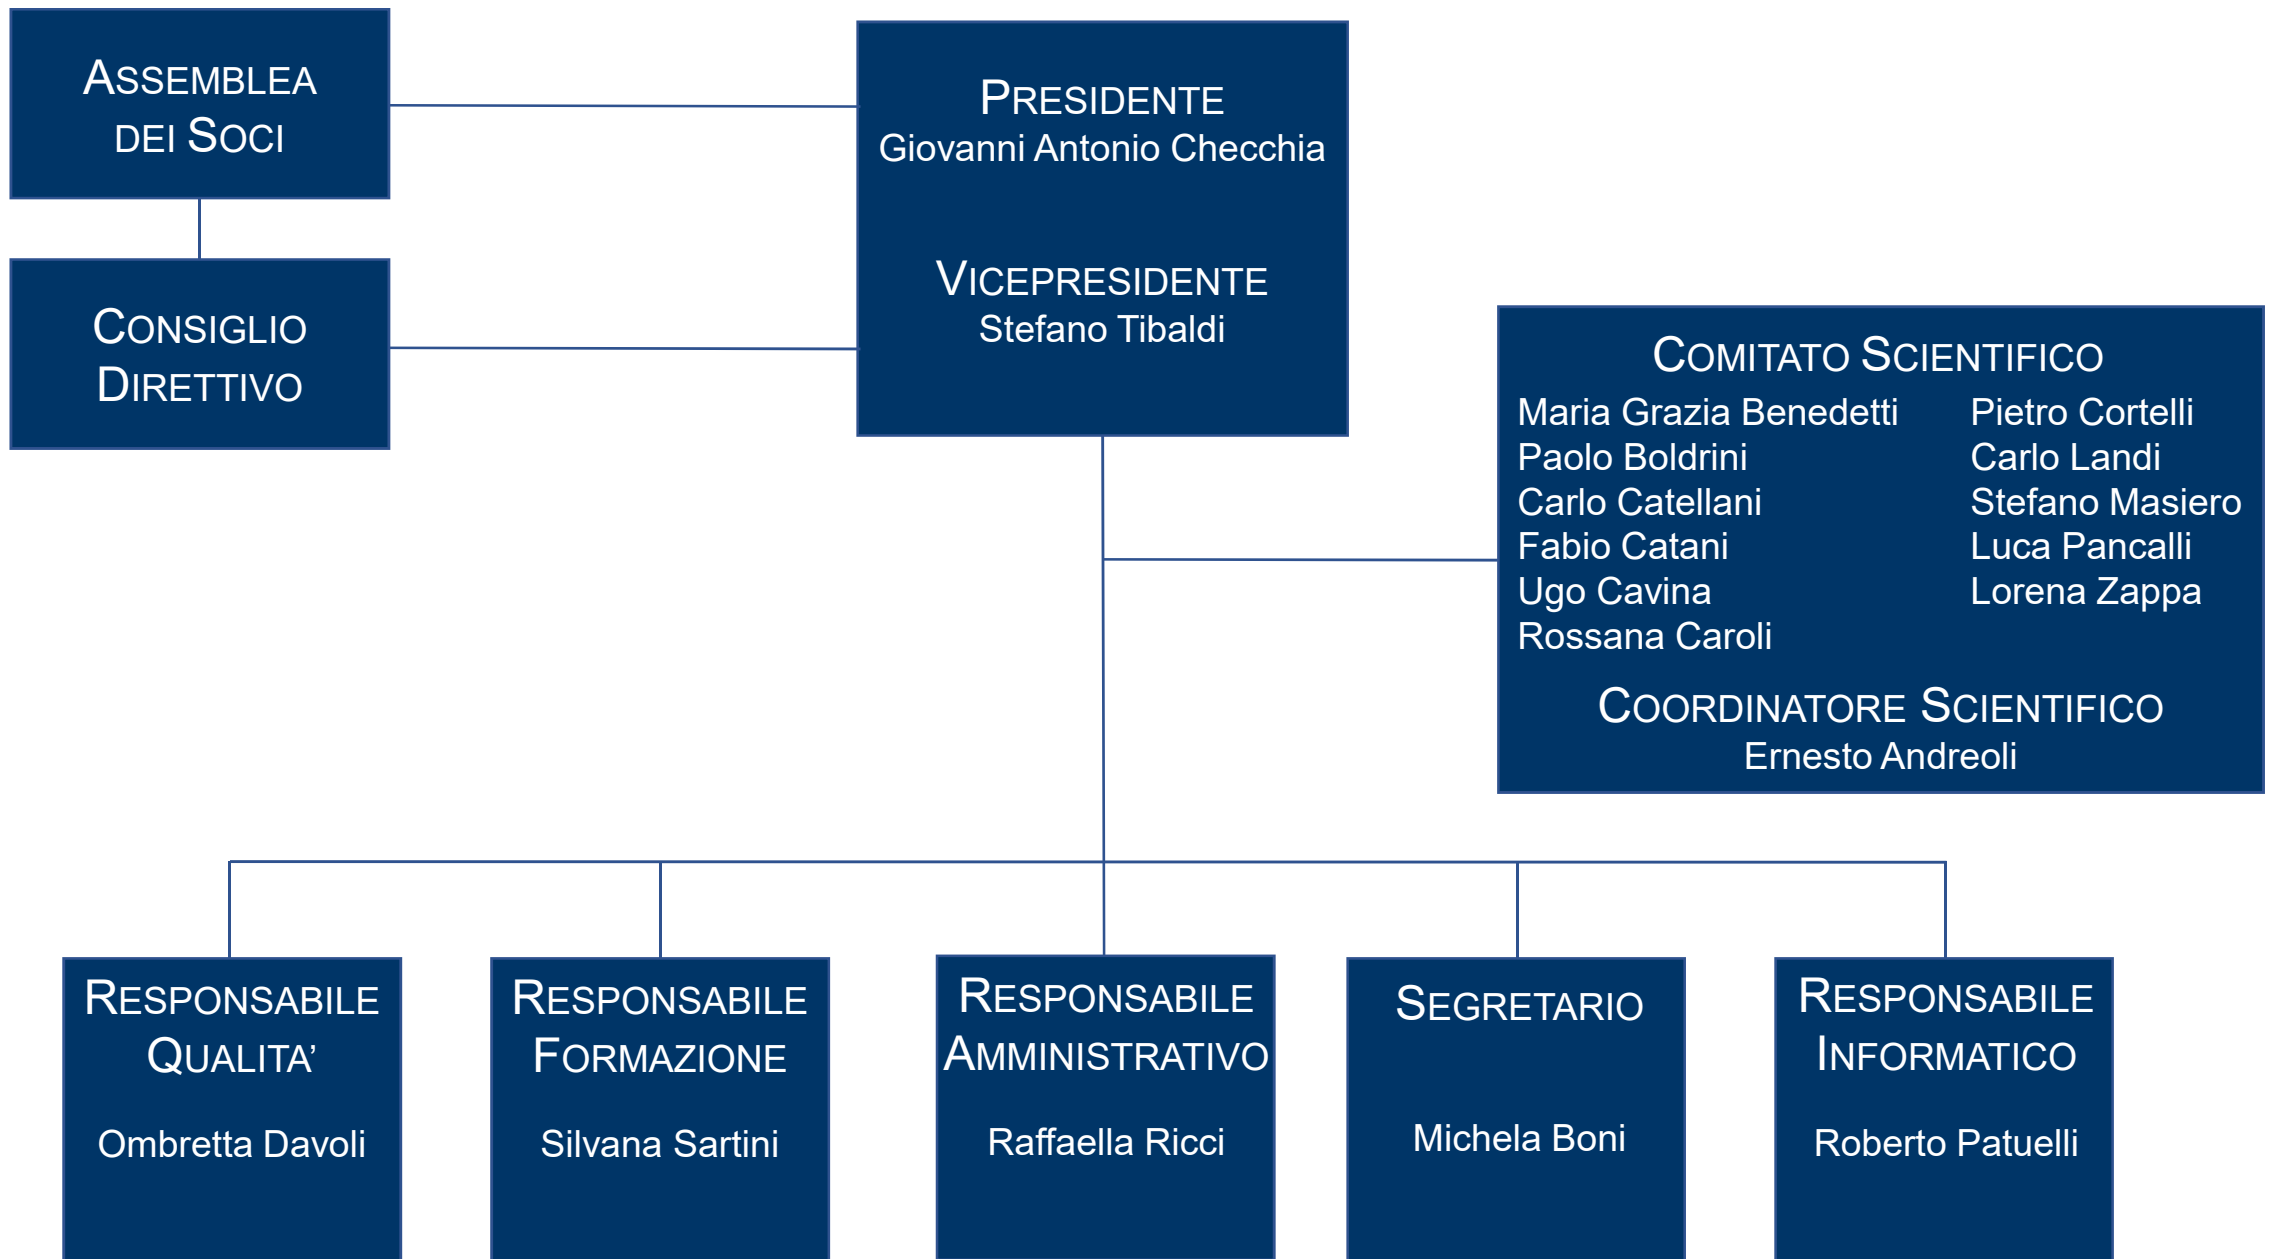 ASSEMBLEA
DEI SOCI
PRESIDENTE
Giovanni Antonio Checchia
VICEPRESIDENTE
Stefano Tibaldi
CONSIGLIO
DIRETTIVO
COMITATO SCIENTIFICO
Maria Grazia Benedetti
Paolo Boldrini
Carlo Catellani
Fabio Catani
Ugo Cavina
Rossana Caroli
Pietro Cortelli
Carlo Landi
Stefano Masiero
Luca Pancalli
Lorena Zappa
COORDINATORE SCIENTIFICO
Ernesto Andreoli
RESPONSABILE
QUALITA’
Ombretta Davoli
RESPONSABILE
FORMAZIONE
Silvana Sartini
RESPONSABILE
AMMINISTRATIVO
Raffaella Ricci
SEGRETARIO
Michela Boni
RESPONSABILE
INFORMATICO
Roberto Patuelli